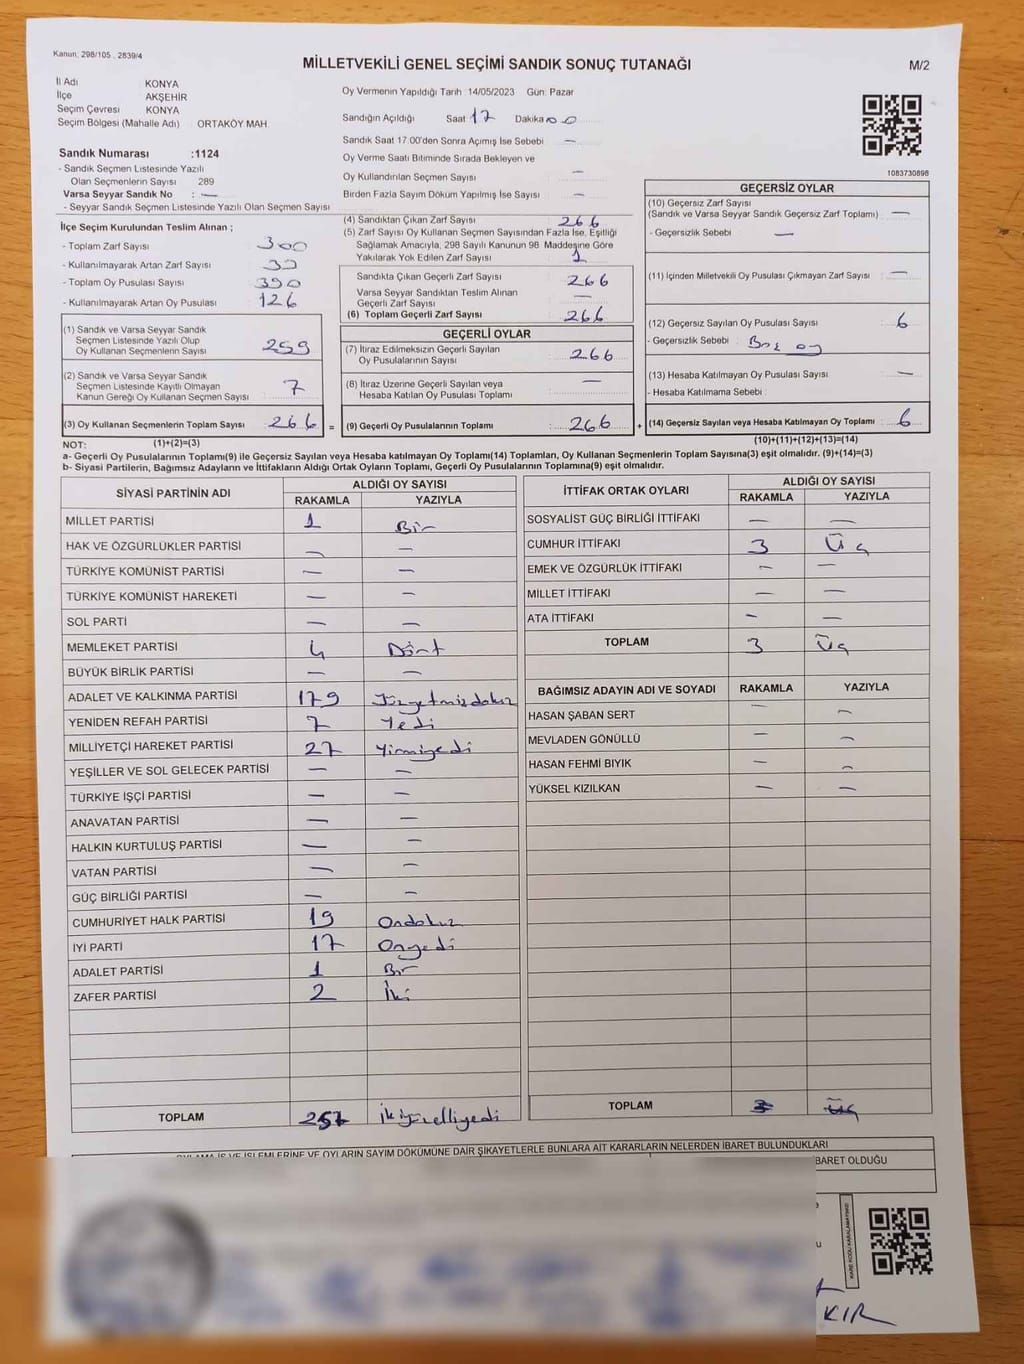 Kanun, 298/105 , 2839/4
MİLLETVEKİLİ GENEL SEÇİMİ SANDIK SONUÇ TUTANAĞI
M/2
İl Adı KONYA
İlçe AKŞEHİR
Seçim Çevresi KONYA
Seçim Bölgesi (Mahalle Adı) ORTAKÖY MAH
Sandık Numarası :1124
- Sandık Seçmen Listesinde Yazılı
Olan Seçmenlerin Sayısı 289
Varsa Seyyar Sandık No : —
- Seyyar Sandık Seçmen Listesinde Yazılı Olan Seçmen Sayısı
Oy Vermenin Yapıldığı Tarih :14/05/2023 Gün: Pazar
Sandığın Açıldığı Saat 17 Dakika 00
Sandık Saat 17:00'den Sonra Açımış İse Sebebi —
Oy Verme Saati Bitiminde Sırada Bekleyen ve
Oy Kullandırılan Seçmen Sayısı —
Birden Fazla Sayım Döküm Yapılmış İse Sayısı —
1083730898
İlçe Seçim Kurulundan Teslim Alınan ;
- Toplam Zarf Sayısı 300
- Kullanılmayarak Artan Zarf Sayısı
- Toplam Oy Pusulası Sayısı 390
- Kullanılmayarak Artan Oy Pusulası 126
(1) Sandık ve Varsa Seyyar Sandık
Seçmen Listesinde Yazılı Olup
Oy Kullanan Seçmenlerin Sayısı 259
(2) Sandık ve Varsa Seyyar Sandık
Seçmen Listesinde Kayıtlı Olmayan
Kanun Gereği Oy Kullanan Seçmen Sayısı 7
(3) Oy Kullanan Seçmenlerin Toplam Sayısı 266 =
(4) Sandıktan Çıkan Zarf Sayısı 266
(5) Zarf Sayısı Oy Kullanan Seçmen Sayısından Fazla İse, Eşitliği
Sağlamak Amacıyla, 298 Sayılı Kanunun 98. Maddesine Göre
Yakılarak Yok Edilen Zarf Sayısı 1
Sandıkta Çıkan Geçerli Zarf Sayısı 266
Varsa Seyyar Sandıktan Teslim Alınan
Geçerli Zarf Sayısı —
(6) Toplam Geçerli Zarf Sayısı 266
GEÇERLİ OYLAR
(7) İtiraz Edilmeksizin Geçerli Sayılan
Oy Pusulalarının Sayısı 266
(8) İtiraz Üzerine Geçerli Sayılan veya
Hesaba Katılan Oy Pusulası Toplamı —
(9) Geçerli Oy Pusulalarının Toplamı 266 +
GEÇERSİZ OYLAR
(10) Geçersiz Zarf Sayısı
(Sandık ve Varsa Seyyar Sandık Geçersiz Zarf Toplamı) —
- Geçersizlik Sebebi —
(11) İçinden Milletvekili Oy Pusulası Çıkmayan Zarf Sayısı —
(12) Geçersiz Sayılan Oy Pusulası Sayısı : 6
- Geçersizlik Sebebi : Boş oy
(13) Hesaba Katılmayan Oy Pusulası Sayısı —
- Hesaba Katılmama Sebebi
(14) Geçersiz Sayılan veya Hesaba Katılmayan Oy Toplamı : 6
NOT: (1)+(2)=(3) (10)+(11)+(12)+(13)=(14)
a- Geçerli Oy Pusulalarının Toplamı(9) ile Geçersiz Sayılan veya Hesaba katılmayan Oy Toplamı(14) Toplamları, Oy Kullanan Seçmenlerin Toplam Sayısına(3) eşit olmalıdır. (9)+(14)=(3)
b- Siyasi Partilerin, Bağımsız Adayların ve İttifakların Aldığı Ortak Oyların Toplamı, Geçerli Oy Pusulalarının Toplamına(9) eşit olmalıdır.
SİYASİ PARTİNİN ADI ALDIĞI OY SAYISI
RAKAMLA YAZIYLA
MİLLET PARTİSİ 1 Bir
HAK VE ÖZGÜRLÜKLER PARTİSİ — —
TÜRKİYE KOMÜNİST PARTİSİ — —
TÜRKİYE KOMÜNİST HAREKETİ — —
SOL PARTİ — —
MEMLEKET PARTİSİ 4 Dört
BÜYÜK BİRLİK PARTİSİ — —
ADALET VE KALKINMA PARTİSİ 179 Yüzyetmişdokuz
YENİDEN REFAH PARTİSİ 7 Yedi
MİLLİYETÇİ HAREKET PARTİSİ 27 Yirmiyedi
YEŞİLLER VE SOL GELECEK PARTİSİ — —
TÜRKİYE İŞÇİ PARTİSİ — —
ANAVATAN PARTİSİ — —
HALKIN KURTULUŞ PARTİSİ — —
VATAN PARTİSİ — —
GÜÇ BİRLİĞİ PARTİSİ — —
CUMHURİYET HALK PARTİSİ 19 Ondokuz
İYİ PARTİ 17 Onyedi
ADALET PARTİSİ 1 Bir
ZAFER PARTİSİ 2 İki
TOPLAM 257 İkiyüzelliyedi
İTTİFAK ORTAK OYLARI ALDIĞI OY SAYISI
RAKAMLA YAZIYLA
SOSYALİST GÜÇ BİRLİĞİ İTTİFAKI — —
CUMHUR İTTİFAKI 3 Üç
EMEK VE ÖZGÜRLÜK İTTİFAKI — —
MİLLET İTTİFAKI — —
ATA İTTİFAKI — —
TOPLAM 3 Üç
BAĞIMSIZ ADAYIN ADI VE SOYADI RAKAMLA YAZIYLA
HASAN ŞABAN SERT — —
MEVLADEN GÖNÜLLÜ — —
HASAN FEHMİ BIYIK — —
YÜKSEL KIZILKAN — —
TOPLAM 3 Üç
OYLAMA İŞ VE İŞLEMLERİNE VE OYLARIN SAYIM DÖKÜMÜNE DAİR ŞİKAYETLERLE BUNLARA AİT KARARLARIN NELERDEN İBARET BULUNDUKLARI
BARET OLDUĞU
KARE KODU KARALAMAYINIZ!
KIR